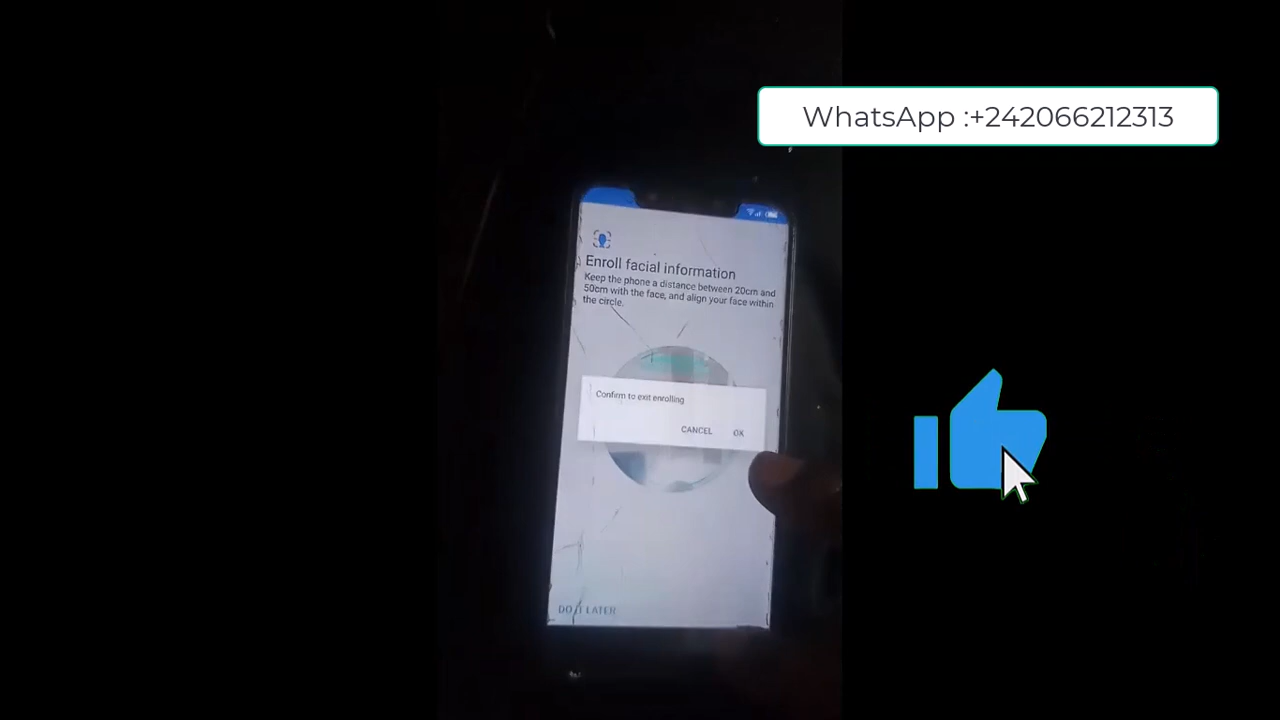 WhatsApp :+242066212313
Enroll facial information
Keep the phone a distance between 20cm and
50cm with the face, and align your face within
the circle.
Confirm to exit enrolling
CANCEL OK
DO IT LATER